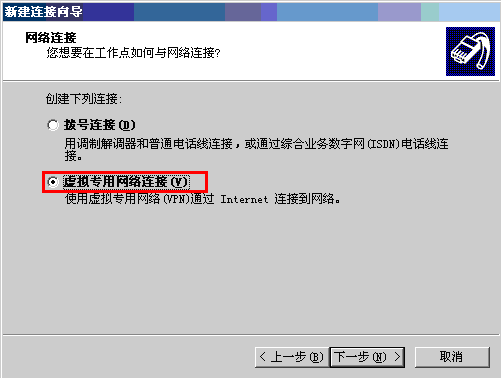 新建连接向导
网络连接
您想要在工作点如何与网络连接?
创建下列连接:
拨号连接(D)
用调制解调器和普通电话线连接，或通过综合业务数字网(ISDN)电话线连
接。
虚拟专用网络连接(V)
使用虚拟专用网络(VPN)通过 Internet 连接到网络。
< 上一步(B) 下一步(N) > 取消